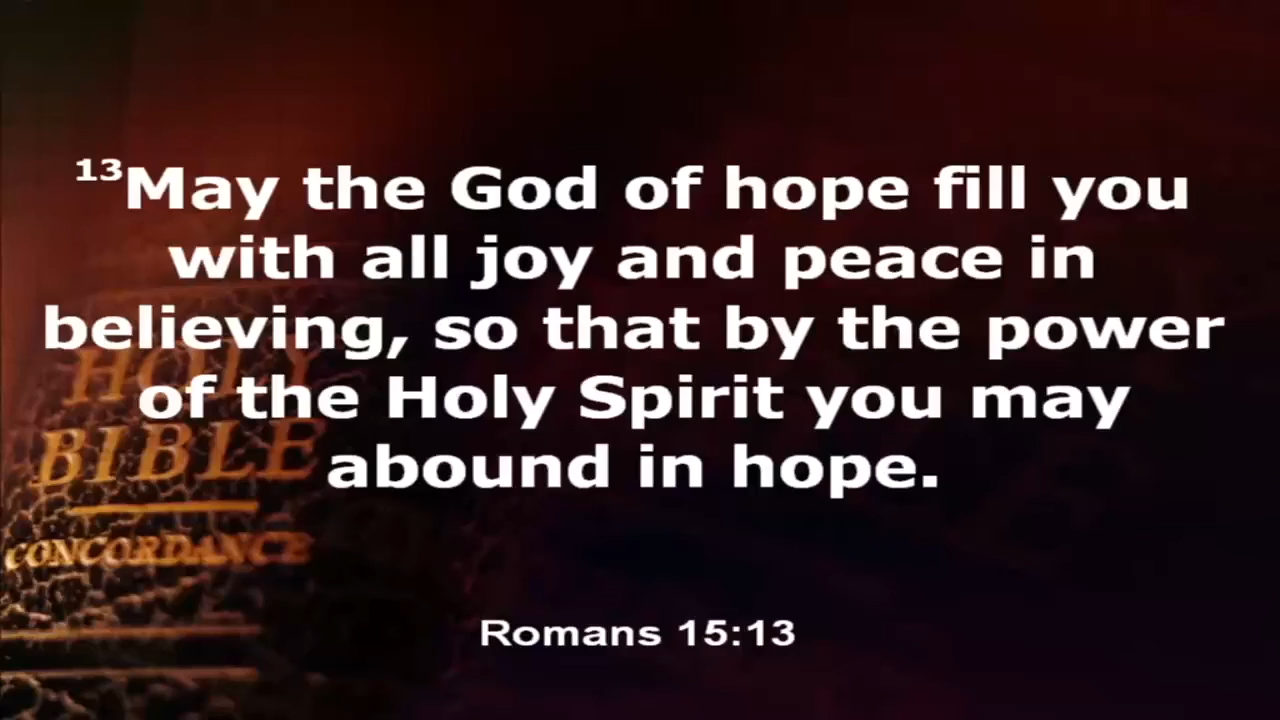 ¹³May the God of hope fill you
with all joy and peace in
believing, so that by the power
of the Holy Spirit you may
abound in hope.
HOLY
BIBLE
CONCORDANCE
Romans 15:13